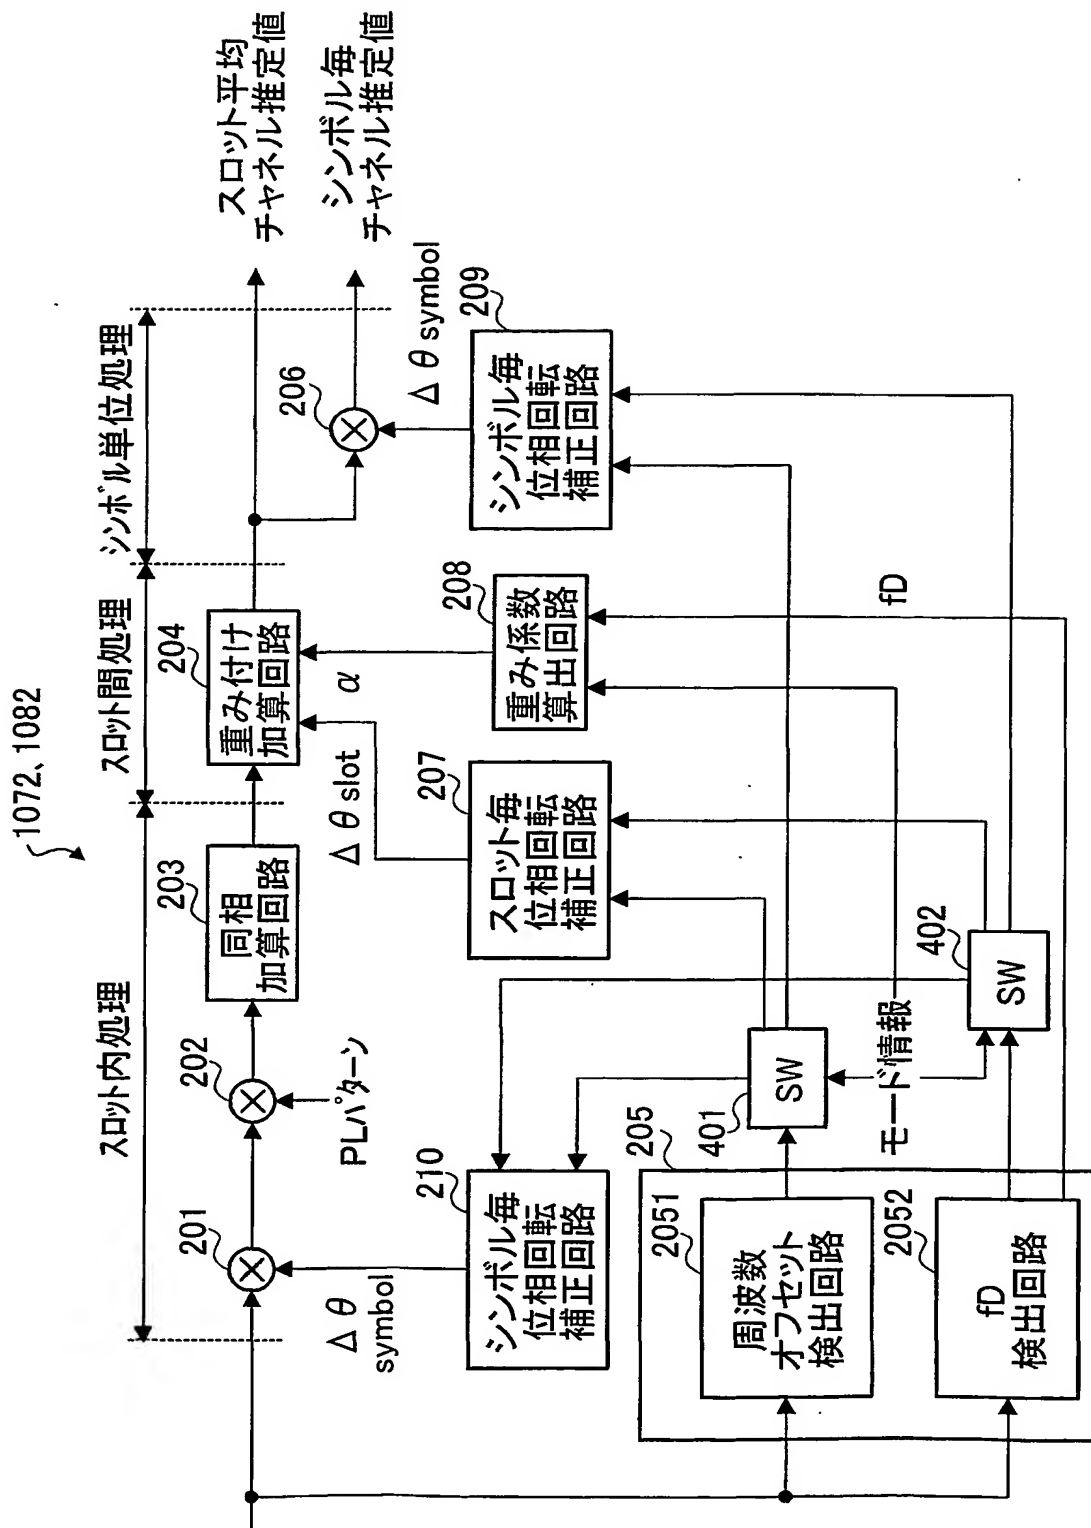 1072、1082
スロット内処理
スロット間処理
シンボル単位処理
201
202
PLパターン
203
同相
加算回路
204
重み付け
加算回路
スロット平均
チャネル推定値
シンボル毎
チャネル推定値
206
Δθ
symbol
Δθ slot
α
Δθ symbol
210
シンボル毎
位相回転
補正回路
207
スロット毎
位相回転
補正回路
208
重み係数
算出回路
209
シンボル毎
位相回転
補正回路
205
2051
周波数
オフセット
検出回路
2052
fD
検出回路
401
SW
モード情報
402
SW
fD